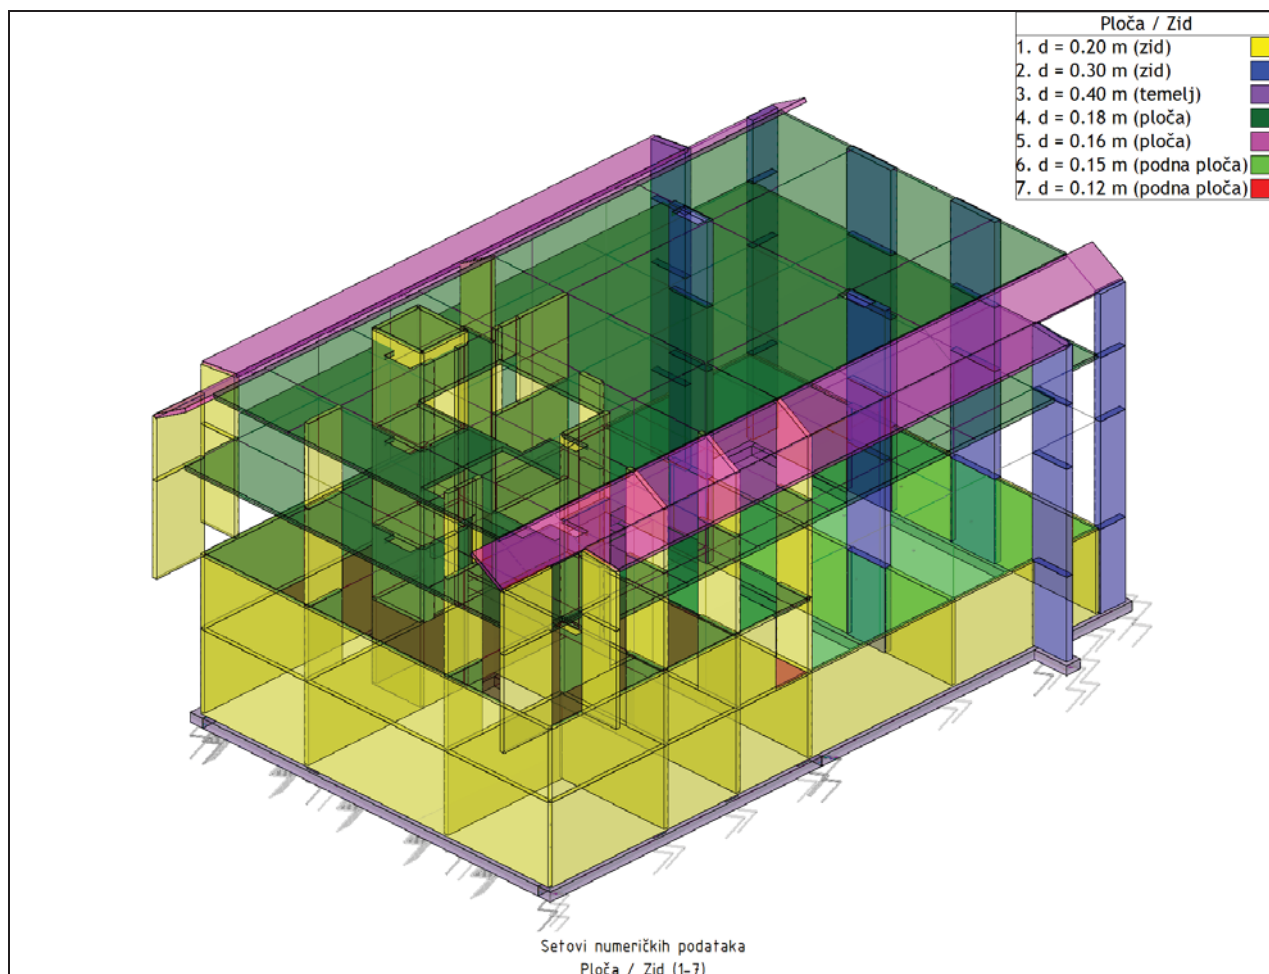 Ploča / Zid
1. d = 0.20 m (zid)
2. d = 0.30 m (zid)
3. d = 0.40 m (temelj)
4. d = 0.18 m (ploča)
5. d = 0.16 m (ploča)
6. d = 0.15 m (podna ploča)
7. d = 0.12 m (podna ploča)
Setovi numeričkih podataka
Ploča / Zid (1-7)